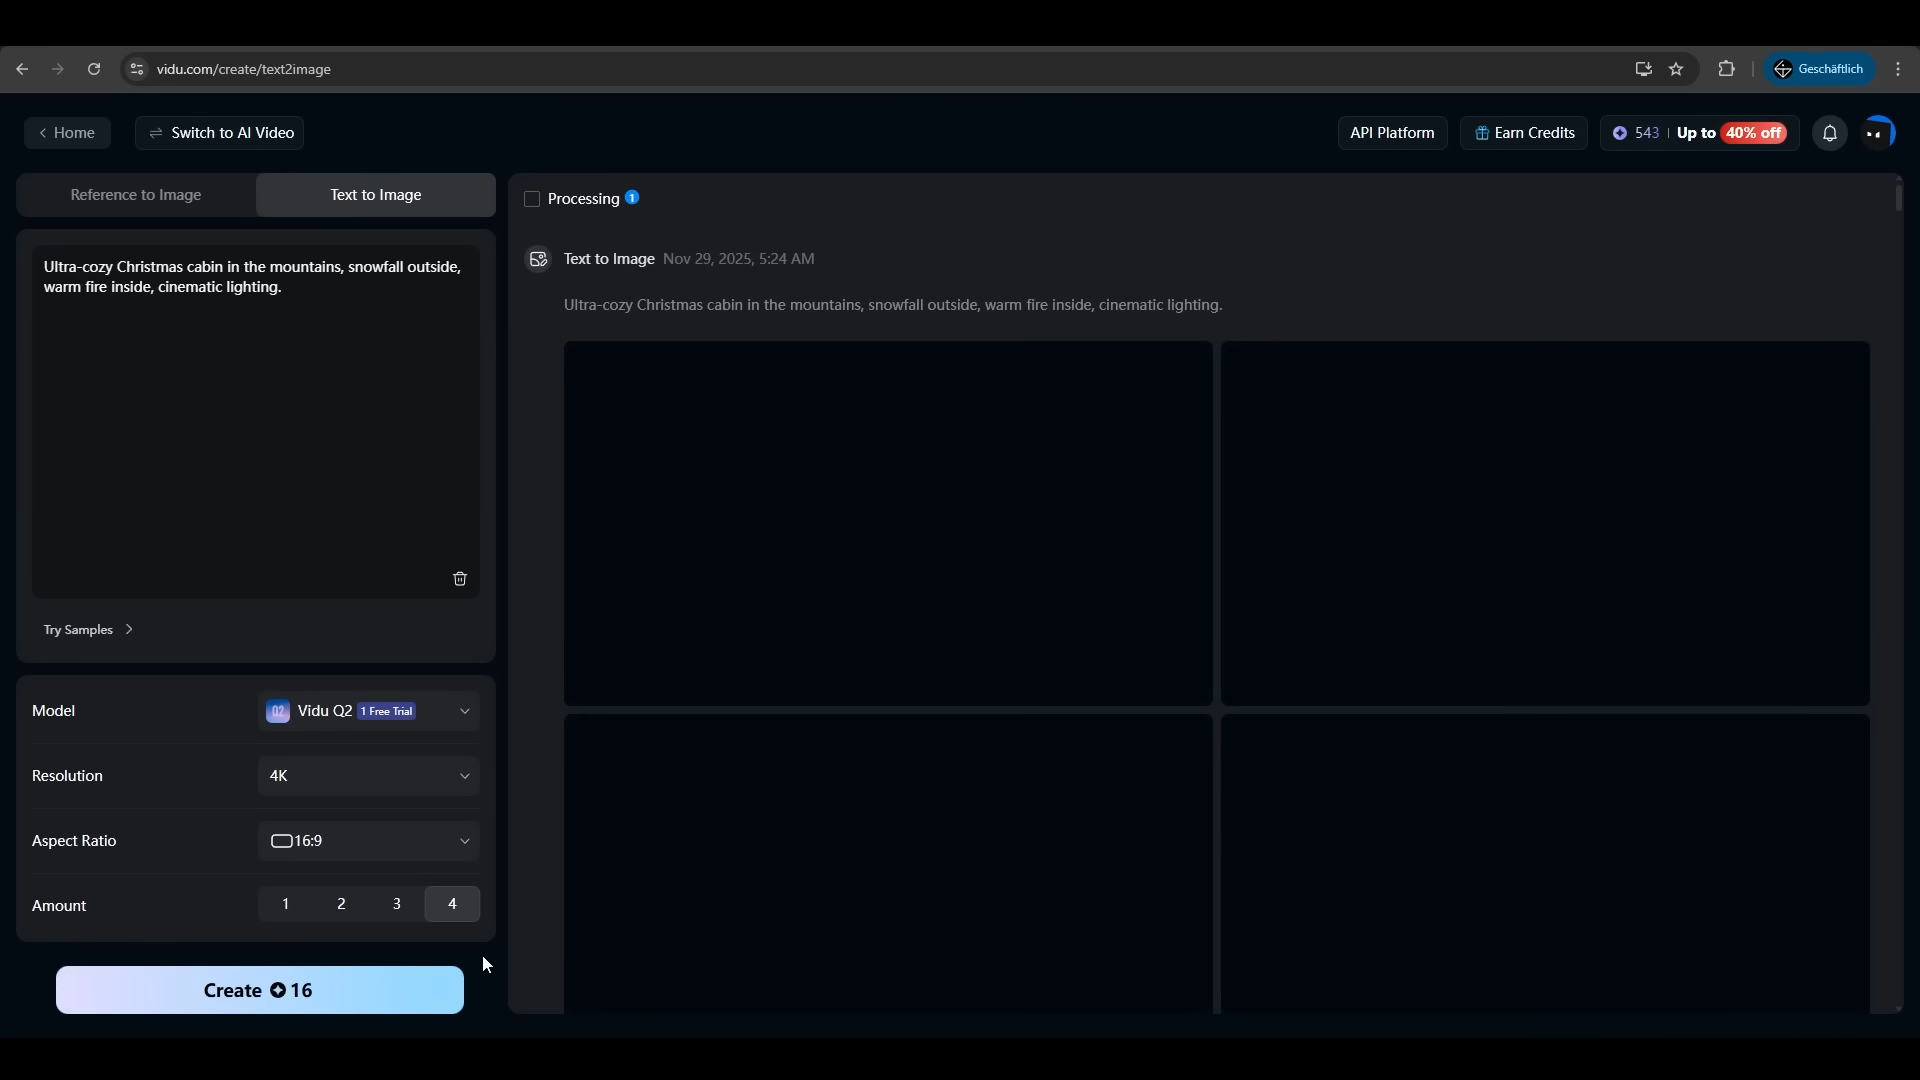 vidu.com/create/text2image
Geschäftlich
Home
Switch to AI Video
API Platform
Earn Credits
543 | Up to 40% off
Reference to Image
Text to Image
Ultra-cozy Christmas cabin in the mountains, snowfall outside,
warm fire inside, cinematic lighting.
Try Samples
Model
Q2
Vidu Q2 1 Free Trial
Resolution
4K
Aspect Ratio
16:9
Amount
1 2 3 4
Create 16
Processing 1
Text to Image Nov 29, 2025, 5:24 AM
Ultra-cozy Christmas cabin in the mountains, snowfall outside, warm fire inside, cinematic lighting.